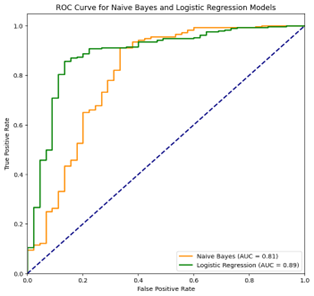 ROC Curve for Naive Bayes and Logistic Regression Models
True Positive Rate
1.0
0.8
0.6
0.4
0.2
0.0
Naive Bayes (AUC = 0.81)
Logistic Regression (AUC = 0.89)
0.0 0.2 0.4 0.6 0.8 1.0
False Positive Rate